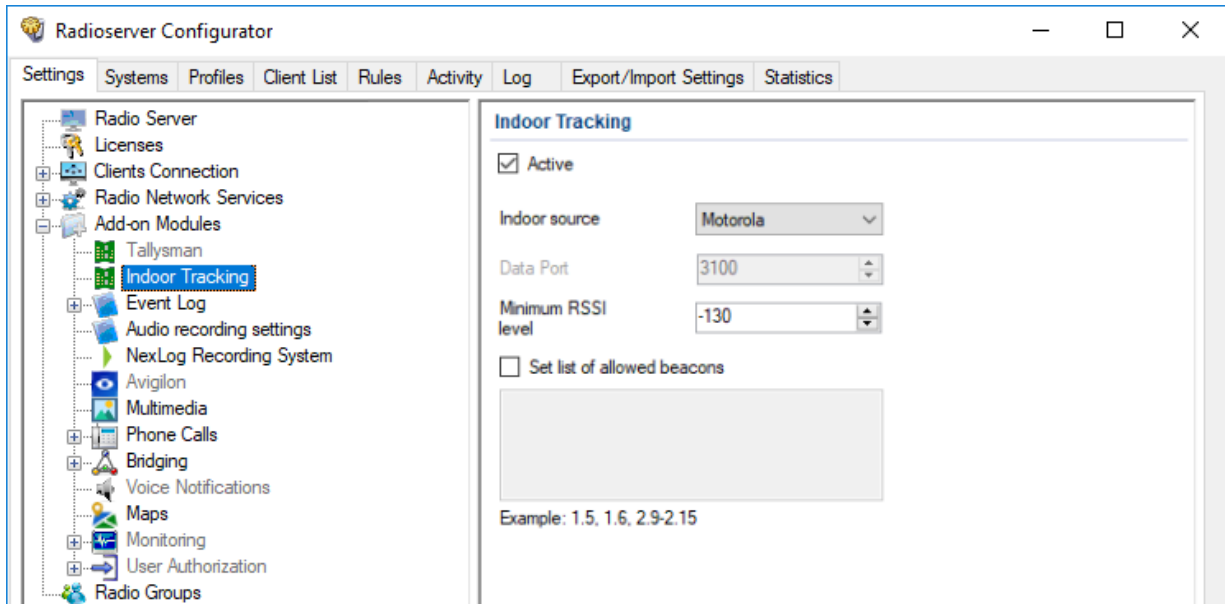 Radioserver Configurator
Settings Systems Profiles Client List Rules Activity Log Export/Import Settings Statistics
Radio Server
Licenses
Clients Connection
Radio Network Services
Add-on Modules
Tallysman
Indoor Tracking
Event Log
Audio recording settings
NexLog Recording System
Avigilon
Multimedia
Phone Calls
Bridging
Voice Notifications
Maps
Monitoring
User Authorization
Radio Groups
Indoor Tracking
Active
Indoor source Motorola
Data Port 3100
Minimum RSSI
level -130
Set list of allowed beacons
Example: 1.5, 1.6, 2.9-2.15